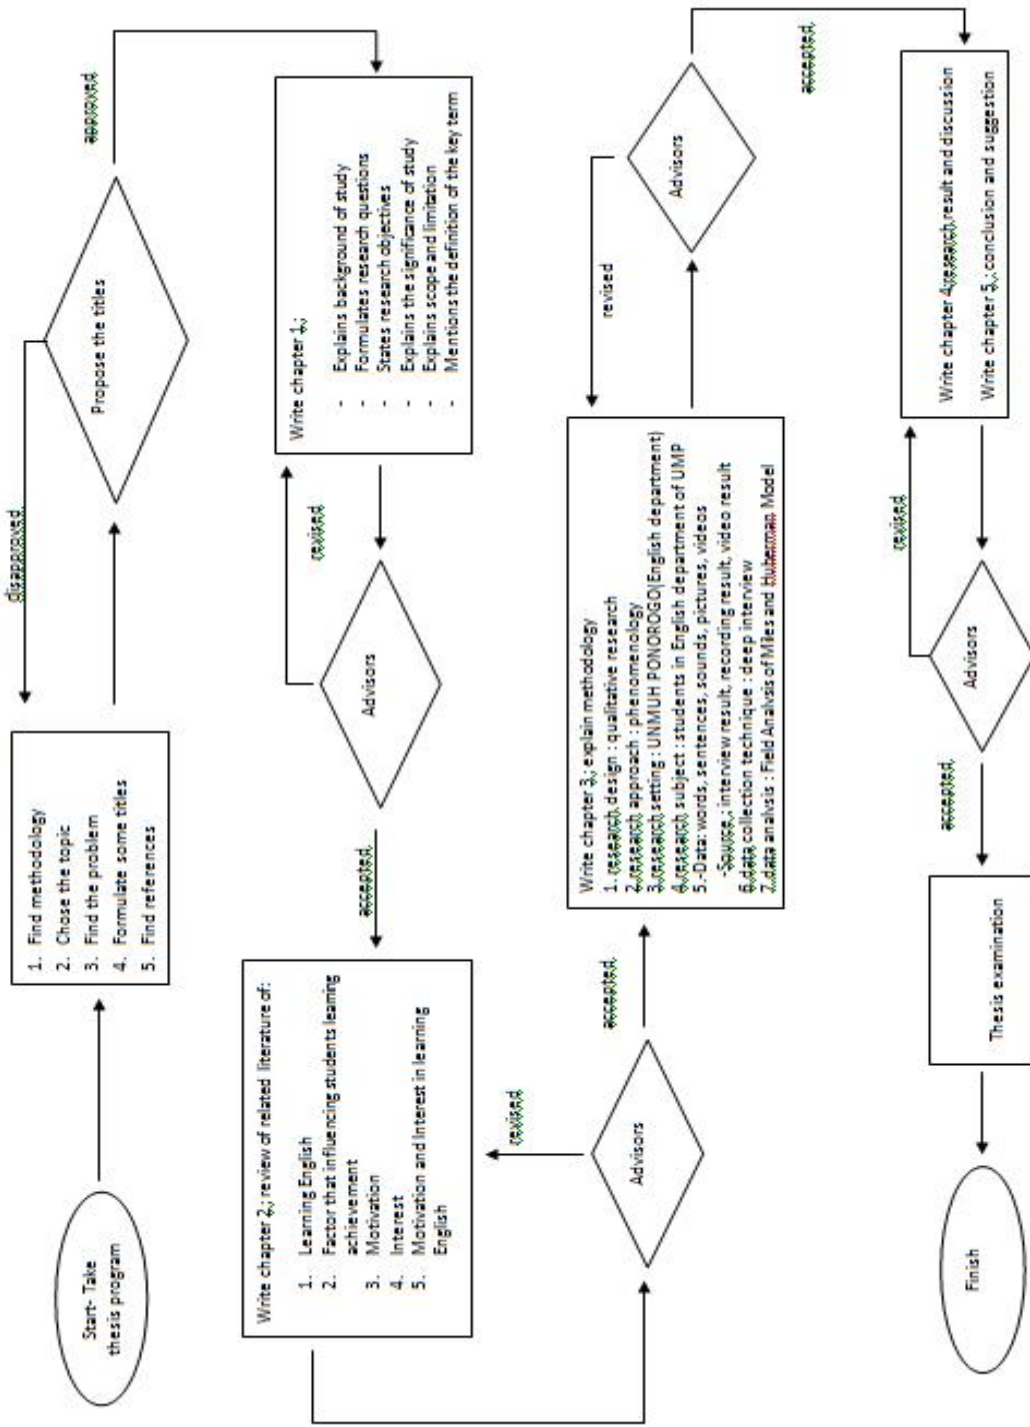 Start- Take
thesis program
1. Find methodology
2. Chose the topic
3. Find the problem
4. Formulate some titles
5. Find references
disapproved
Propose the titles
approved
Write chapter 1 :
- Explains background of study
- Formulates research questions
- States research objectives
- Explains the significance of study
- Explains scope and limitation
- Mentions the definition of the key term
revised
Advisors
accepted
Write chapter 2 ; review of related literature of:
1. Learning English
2. Factor that influencing students learning
achievement
3. Motivation
4. Interest
5. Motivation and Interest in learning
English
revised
Advisors
accepted
Write chapter 3 ; explain methodology
1. research design : qualitative research
2.research approach : phenomenology
3.research setting : UNMUH PONOROGO(English department)
4.research subject : students in English department of UMP
5.-Data: words, sentences, sounds, pictures, videos
-Source ; interview result, recording result, video result
6.data collection technique : deep interview
7.data analysis : Field Analysis of Miles and Huberman Model
revised
Advisors
accepted
Write chapter 4;research result and discussion
Write chapter 5 ; conclusion and suggestion
revised
Advisors
accepted
Thesis examination
Finish